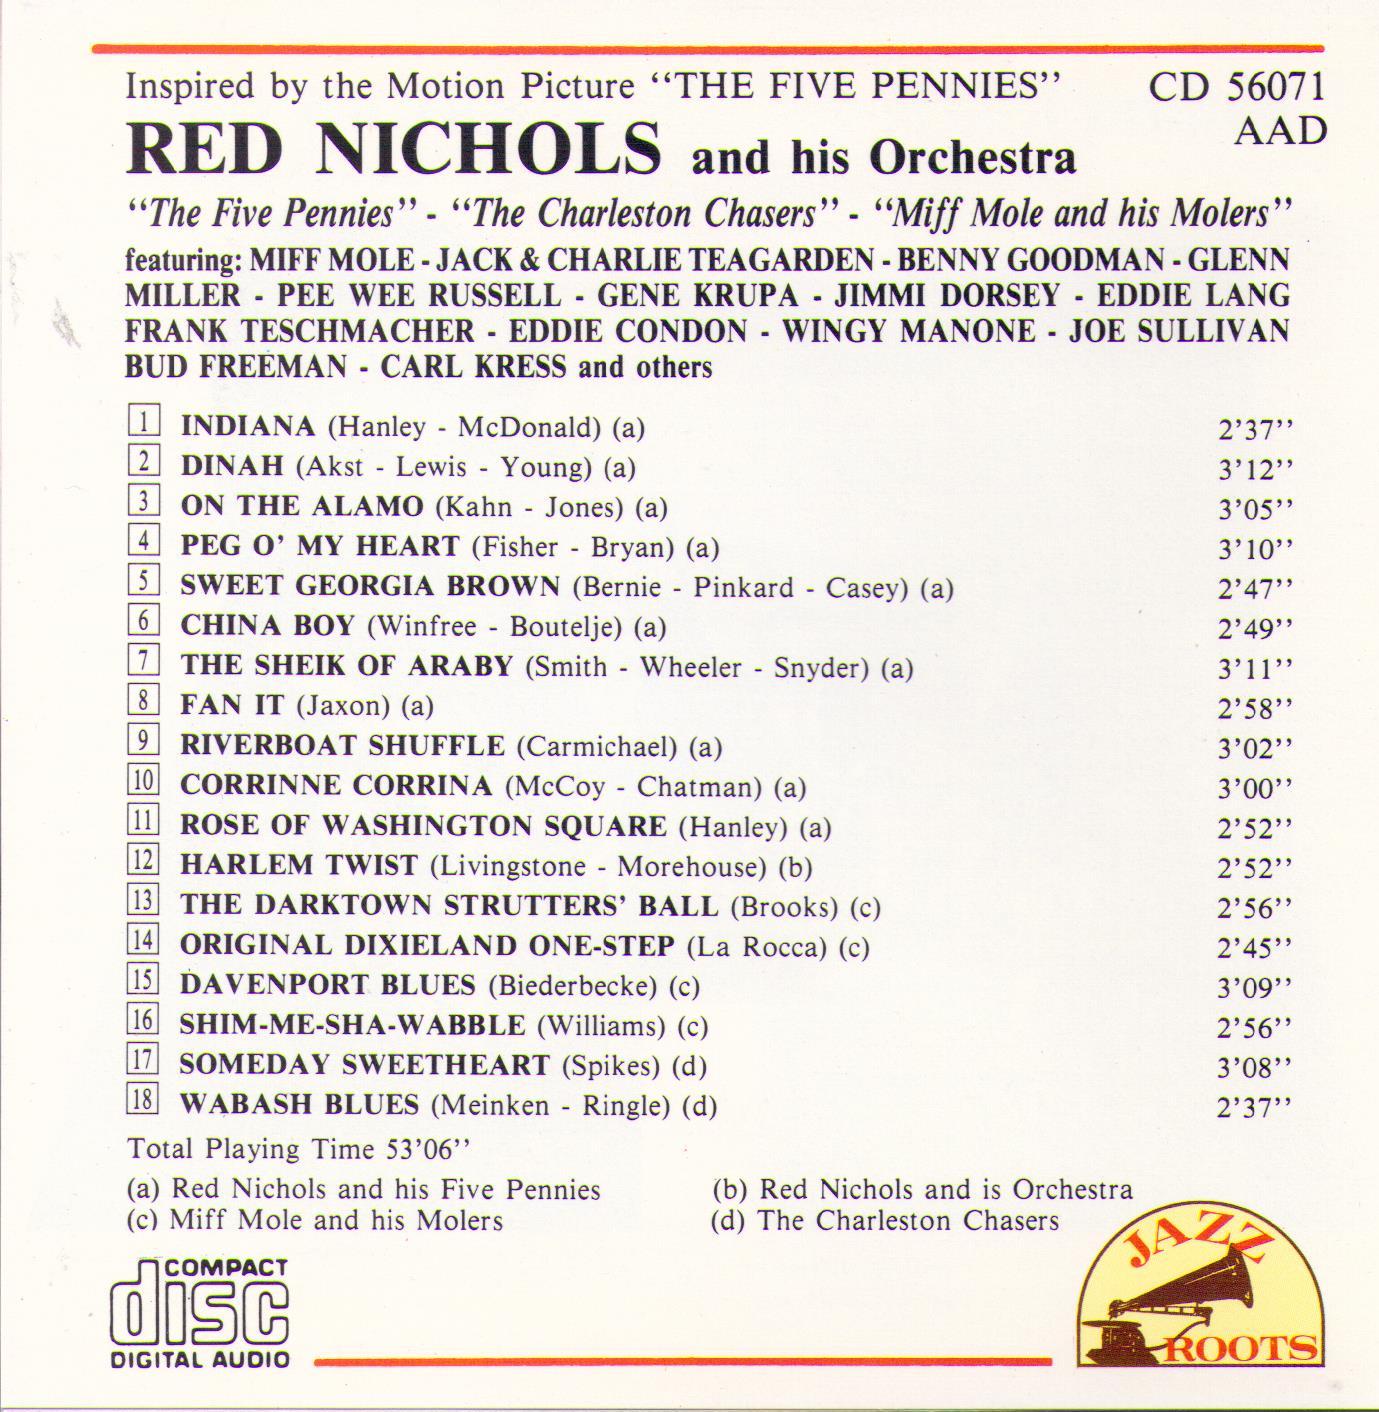 Inspired by the Motion Picture “THE FIVE PENNIES”
CD 56071
AAD
RED NICHOLS and his Orchestra
“The Five Pennies” - “The Charleston Chasers” - “Miff Mole and his Molers”
featuring: MIFF MOLE - JACK & CHARLIE TEAGARDEN - BENNY GOODMAN - GLENN
MILLER - PEE WEE RUSSELL - GENE KRUPA - JIMMI DORSEY - EDDIE LANG
FRANK TESCHMACHER - EDDIE CONDON - WINGY MANONE - JOE SULLIVAN
BUD FREEMAN - CARL KRESS and others
1 INDIANA (Hanley - McDonald) (a) 2’37’’
2 DINAH (Akst - Lewis - Young) (a) 3’12’’
3 ON THE ALAMO (Kahn - Jones) (a) 3’05’’
4 PEG O’ MY HEART (Fisher - Bryan) (a) 3’10’’
5 SWEET GEORGIA BROWN (Bernie - Pinkard - Casey) (a) 2’47’’
6 CHINA BOY (Winfree - Boutelje) (a) 2’49’’
7 THE SHEIK OF ARABY (Smith - Wheeler - Snyder) (a) 3’11’’
8 FAN IT (Jaxon) (a) 2’58’’
9 RIVERBOAT SHUFFLE (Carmichael) (a) 3’02’’
10 CORRINNE CORRINA (McCoy - Chatman) (a) 3’00’’
11 ROSE OF WASHINGTON SQUARE (Hanley) (a) 2’52’’
12 HARLEM TWIST (Livingstone - Morehouse) (b) 2’52’’
13 THE DARKTOWN STRUTTERS’ BALL (Brooks) (c) 2’56’’
14 ORIGINAL DIXIELAND ONE-STEP (La Rocca) (c) 2’45’’
15 DAVENPORT BLUES (Biederbecke) (c) 3’09’’
16 SHIM-ME-SHA-WABBLE (Williams) (c) 2’56’’
17 SOMEDAY SWEETHEART (Spikes) (d) 3’08’’
18 WABASH BLUES (Meinken - Ringle) (d) 2’37’’
Total Playing Time 53’06’’
(a) Red Nichols and his Five Pennies (b) Red Nichols and is Orchestra
(c) Miff Mole and his Molers (d) The Charleston Chasers
JAZZ
ROOTS
COMPACT
disc
DIGITAL AUDIO